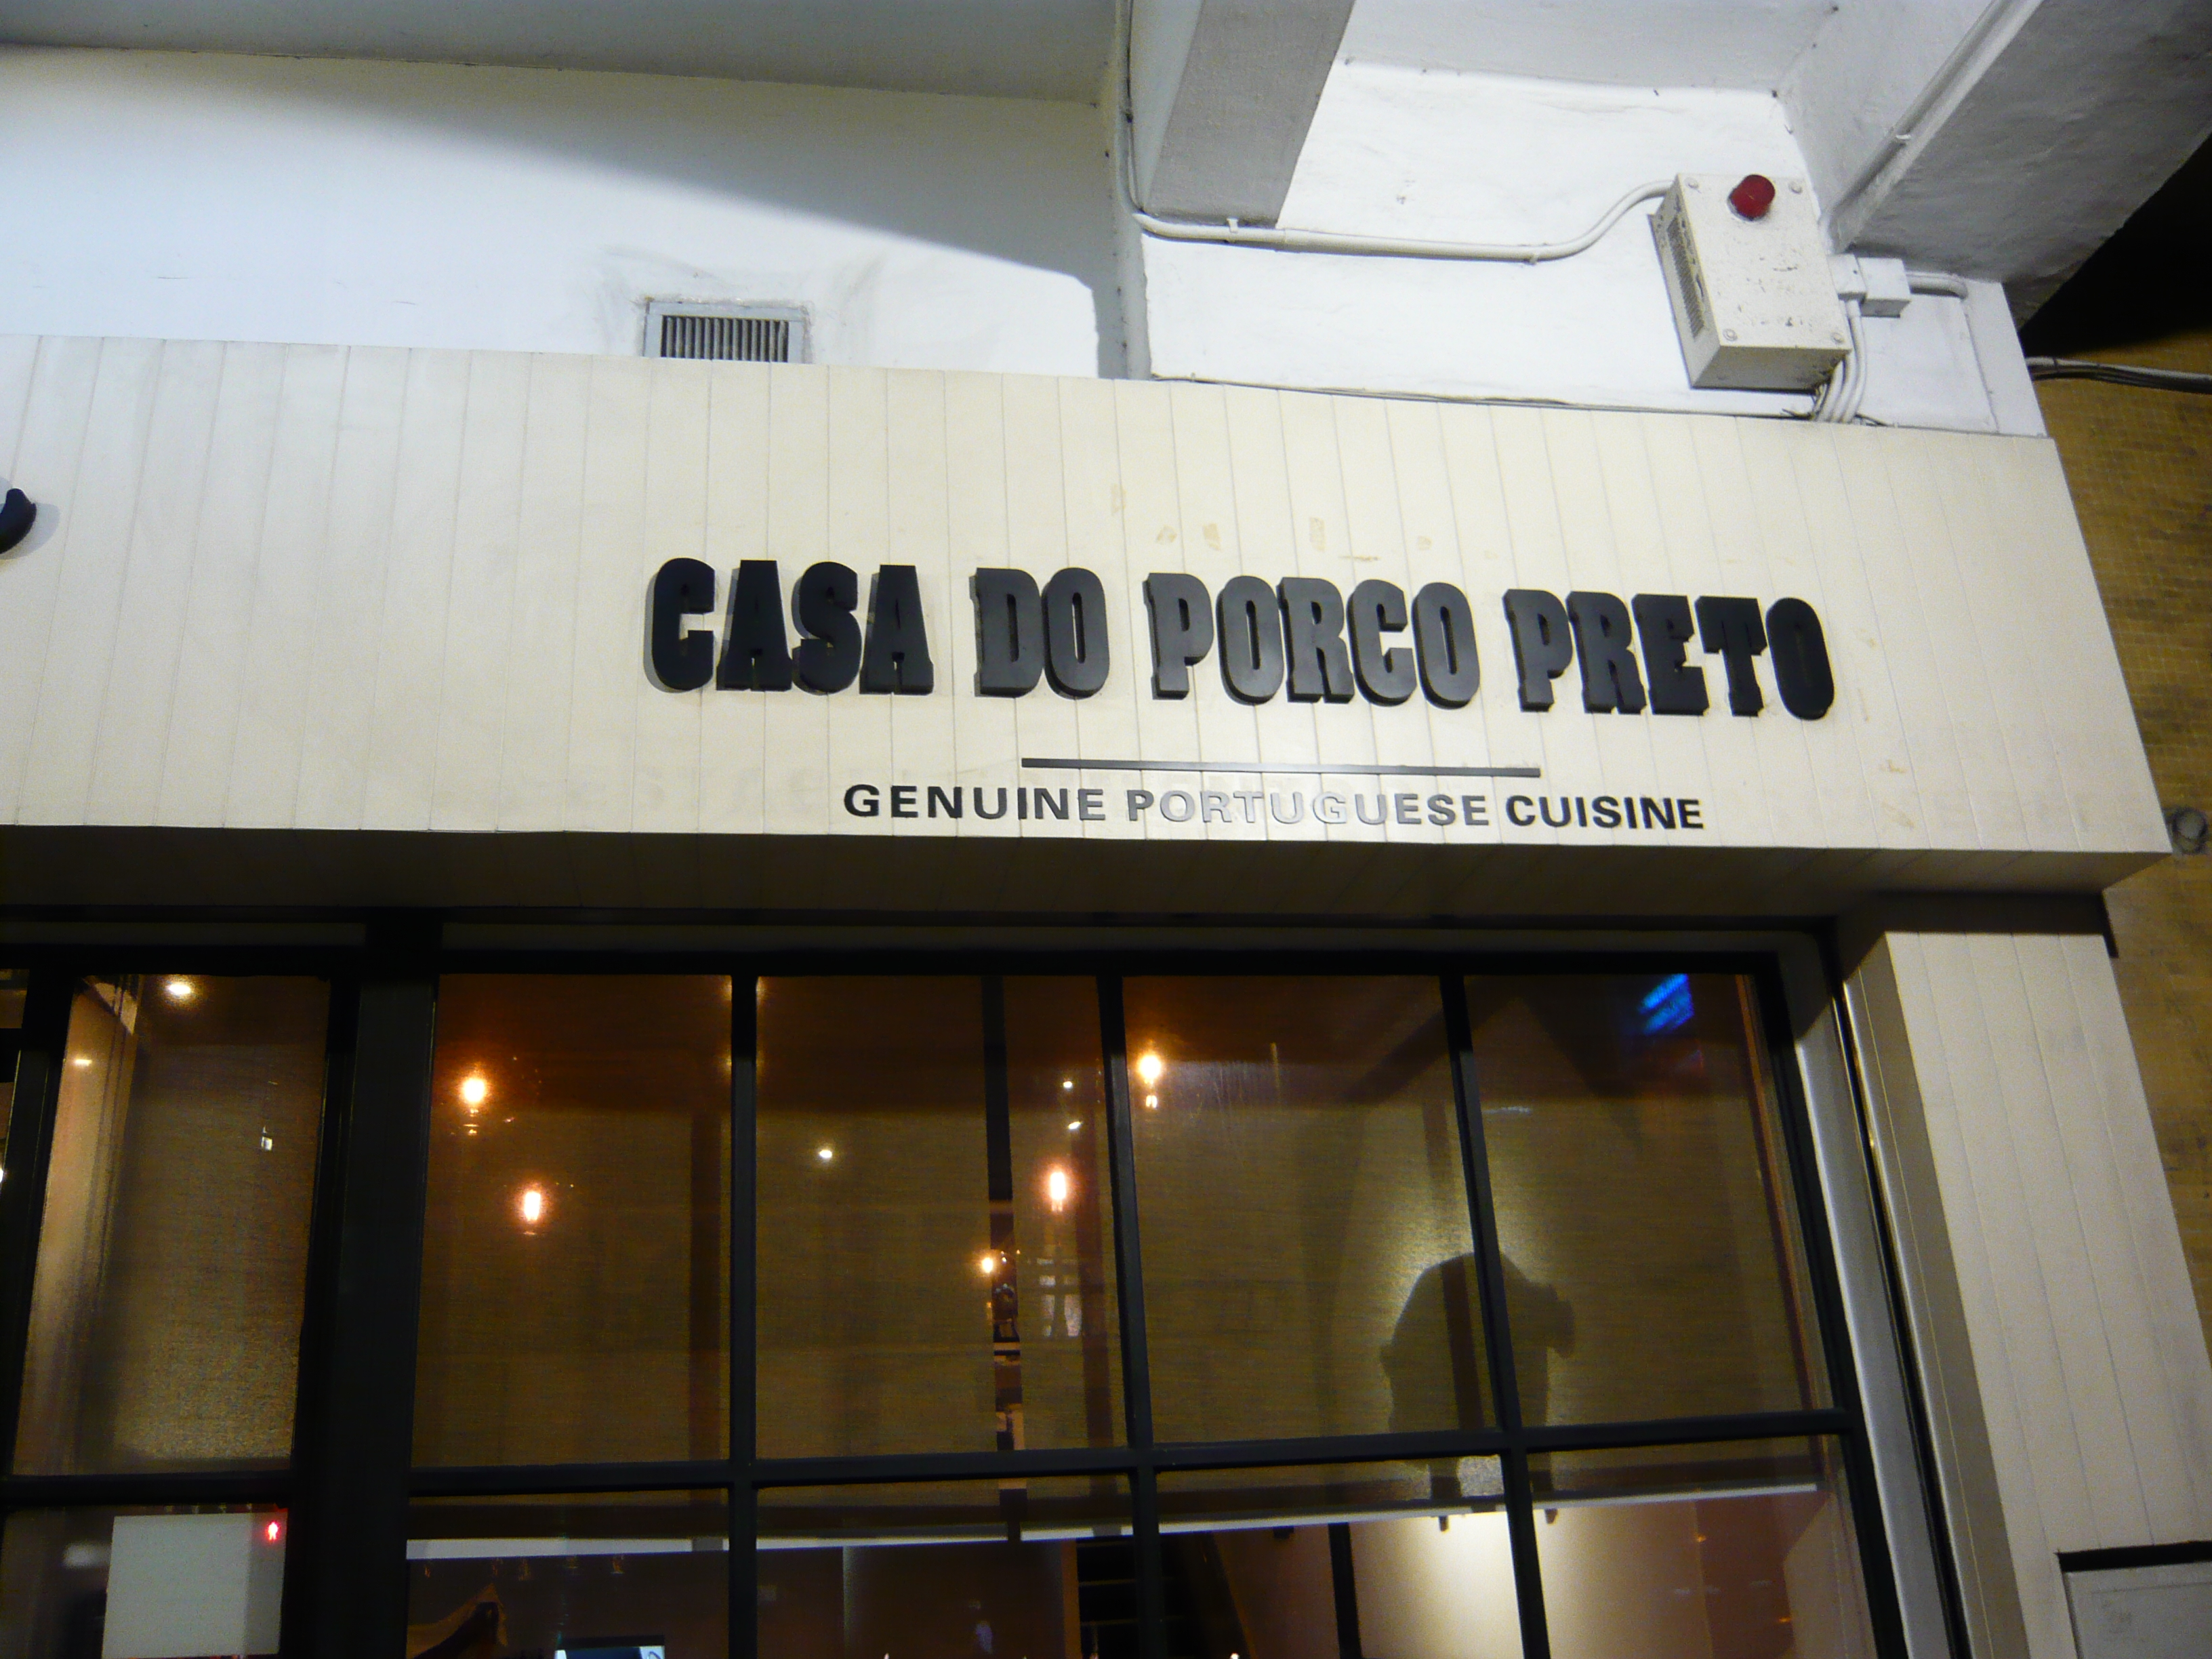 CASA DO PORCO PRETO
GENUINE PORTUGUESE CUISINE